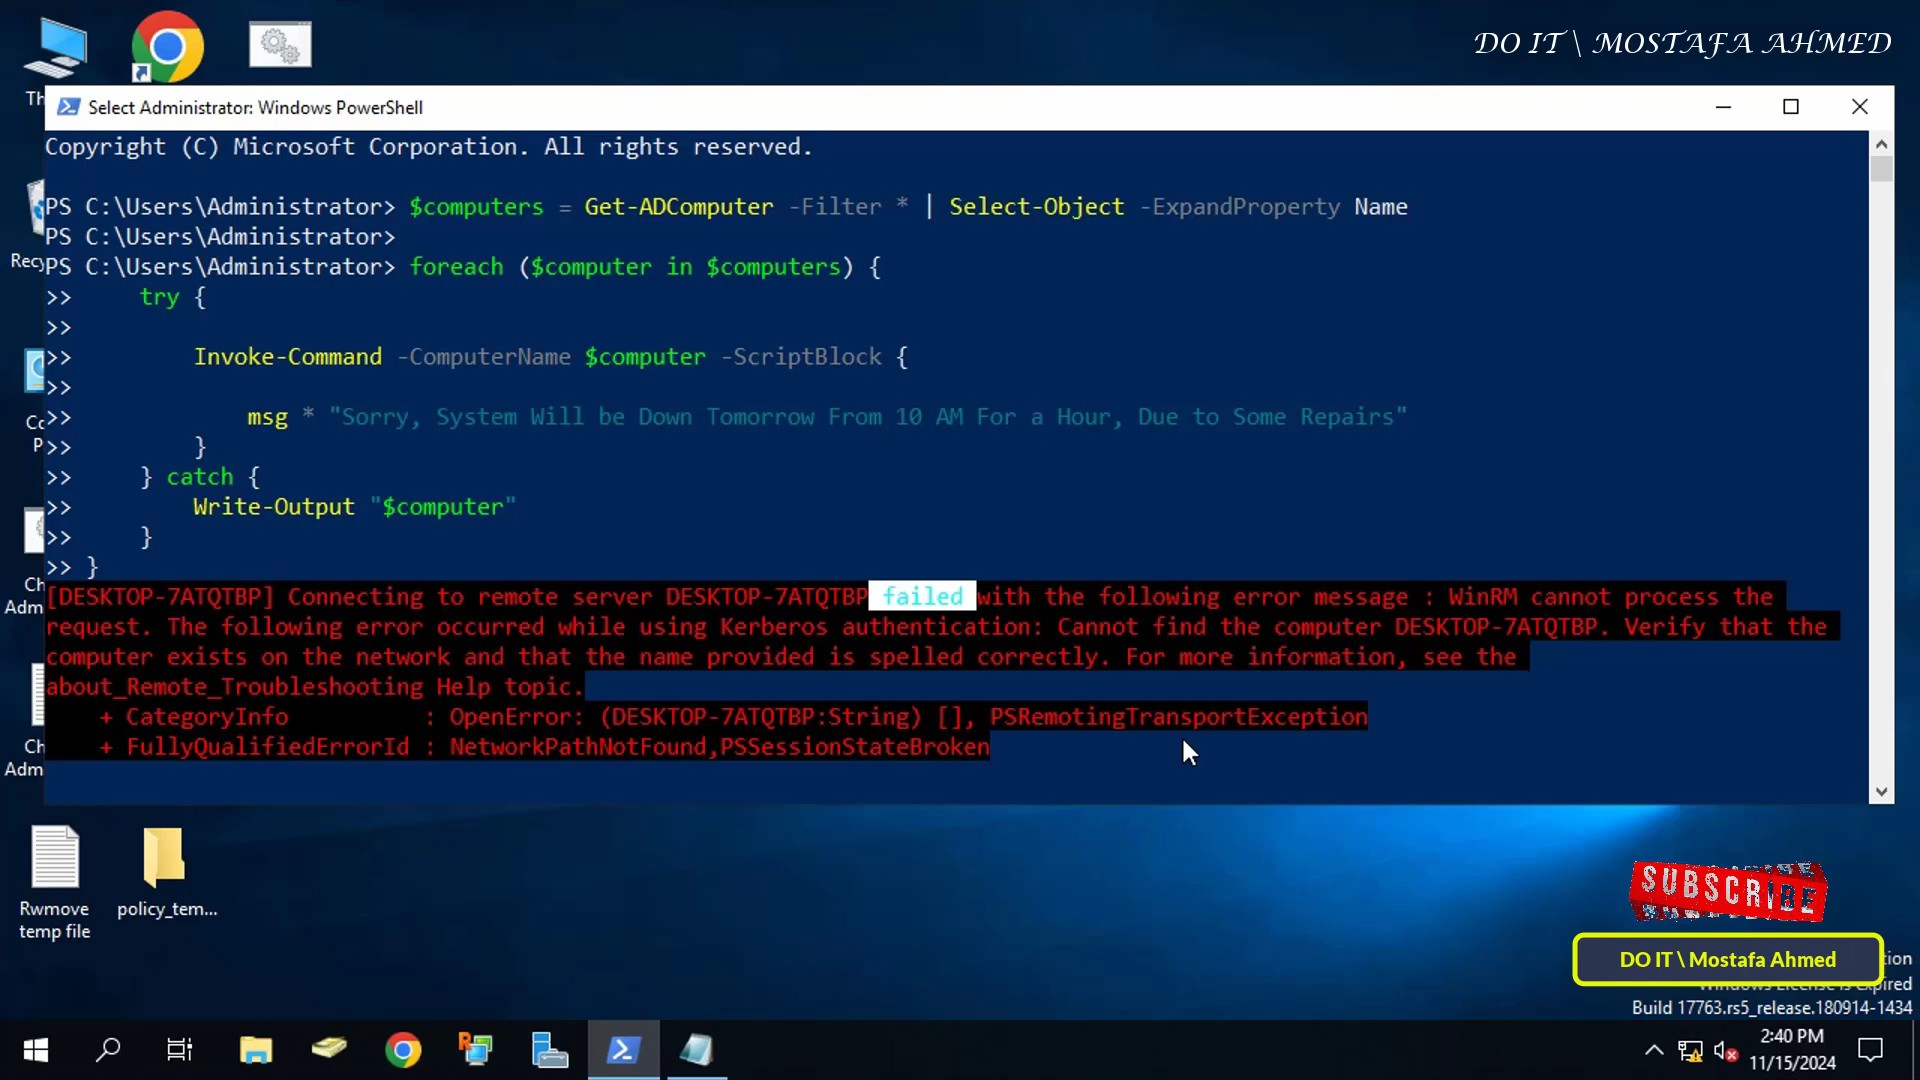 DO IT \ MOSTAFA AHMED
Select Administrator: Windows PowerShell
Copyright (C) Microsoft Corporation. All rights reserved.
PS C:\Users\Administrator> $computers = Get-ADComputer -Filter * | Select-Object -ExpandProperty Name
PS C:\Users\Administrator>
PS C:\Users\Administrator> foreach ($computer in $computers) {
>>     try {
>>
>>         Invoke-Command -ComputerName $computer -ScriptBlock {
>>
>>             msg * "Sorry, System Will be Down Tomorrow From 10 AM For a Hour, Due to Some Repairs"
>>         }
>>     } catch {
>>         Write-Output "$computer"
>>     }
>> }
[DESKTOP-7ATQTBP] Connecting to remote server DESKTOP-7ATQTBP failed with the following error message : WinRM cannot process the
request. The following error occurred while using Kerberos authentication: Cannot find the computer DESKTOP-7ATQTBP. Verify that the
computer exists on the network and that the name provided is spelled correctly. For more information, see the
about_Remote_Troubleshooting Help topic.
    + CategoryInfo          : OpenError: (DESKTOP-7ATQTBP:String) [], PSRemotingTransportException
    + FullyQualifiedErrorId : NetworkPathNotFound,PSSessionStateBroken
Rwmove
temp file
policy_tem...
SUBSCRIBE
DO IT \ Mostafa Ahmed
Build 17763.rs5_release.180914-1434
2:40 PM
11/15/2024